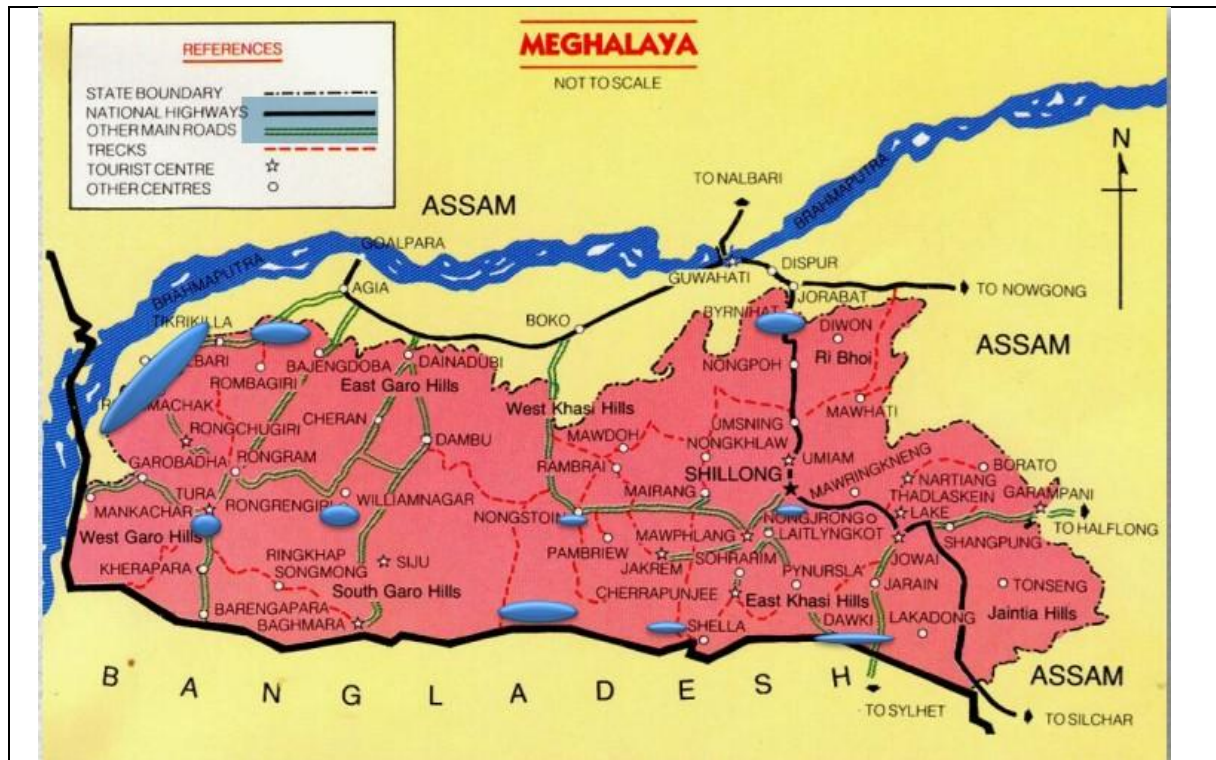 REFERENCES
STATE BOUNDARY
NATIONAL HIGHWAYS
OTHER MAIN ROADS
TRECKS
TOURIST CENTRE
OTHER CENTRES
MEGHALAYA
NOT TO SCALE
N
TO NALBARI
BRAHMAPUTRA
ASSAM
GOALPARA
BRAHMAPUTRA
GUWAHATI
DISPUR
AGIA
JORABAT
TO NOWGONG
TIKRIKILLA
BOKO
BYRNIHAT
DIWON
ASSAM
BAJENGDOBA
DAINADUBI
Ri Bhoi
ROMBAGIRI
East Garo Hills
NONGPOH
MACHAK
CHERAN
West Khasi Hills
MAWHATI
RONGCHUGIRI
UMSNING
DAMBU
MAWDOH
NONGKHLAW
GAROBADHA
RONGRAM
RAMBRAI
SHILLONG
UMIAM
MAWRINGKNENG
BORATO
NARTIANG
TURA
RONGRENGIRI
WILLIAMNAGAR
MAIRANG
THADLASKEIN
LAKE
GARAMPANI
MANKACHAR
NONGSTOIN
NONGJRONG
TO HALFLONG
West Garo Hills
MAWPHLANG
LAITLYNGKOT
SHANGPUNG
PAMBRIEW
JAKREM
SOHRARIM
JOWAI
KHERAPARA
RINGKHAP
SONGMONG
SIJU
PYNURSLA
JARAIN
TONSENG
South Garo Hills
CHERRAPUNJEE
East Khasi Hills
Jaintia Hills
BARENGAPARA
BAGHMARA
SHELLA
DAWKI
LAKADONG
BANGLADESH
ASSAM
TO SYLHET
TO SILCHAR